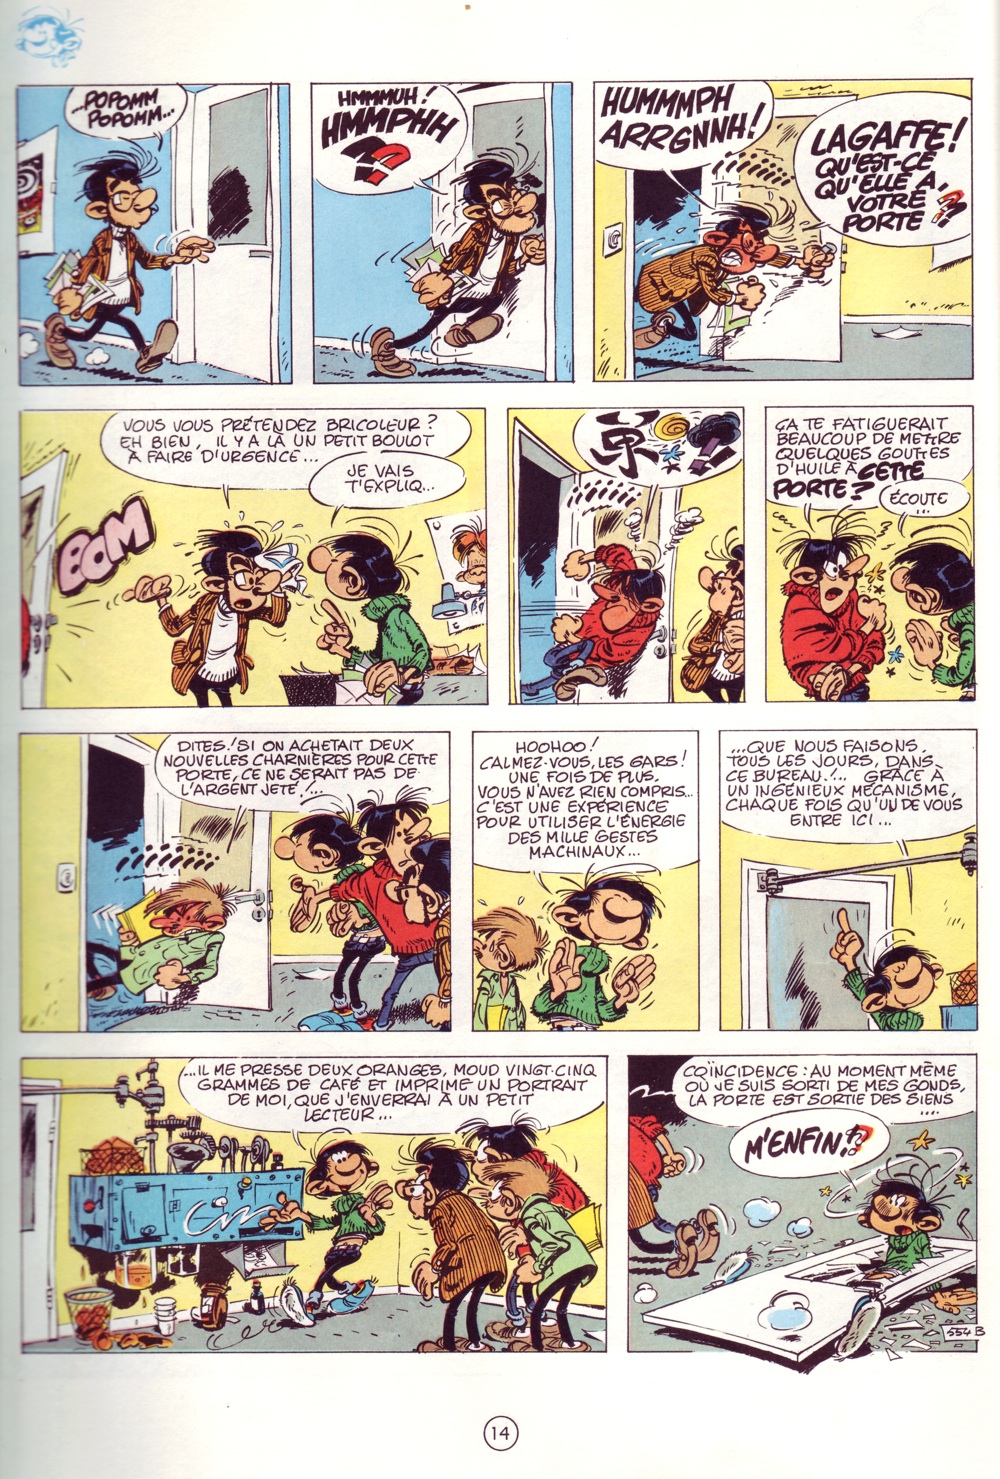 ...POPOMM
POPOMM...
HMMMUH !
HMMPHH
?!
HUMMMPH
ARRGNNH !
LAGAFFE !
QU'EST-CE
QU'ELLE A,
VOTRE
PORTE ?!
VOUS VOUS PRÉTENDEZ BRICOLEUR ?
EH BIEN, IL Y A LÀ UN PETIT BOULOT
À FAIRE D'URGENCE...
JE VAIS
T'EXPLIQ...
BOM
ÇA TE FATIGUERAIT
BEAUCOUP DE METTRE
QUELQUES GOUTTES
D'HUILE À CETTE
PORTE ?
ÉCOUTE
...
DITES ! SI ON ACHETAIT DEUX
NOUVELLES CHARNIÈRES POUR CETTE
PORTE, CE NE SERAIT PAS DE
L'ARGENT JETÉ !...
HOOHOO !
CALMEZ-VOUS, LES GARS !
UNE FOIS DE PLUS,
VOUS N'AVEZ RIEN COMPRIS...
C'EST UNE EXPÉRIENCE
POUR UTILISER L'ÉNERGIE
DES MILLE GESTES
MACHINAUX...
...QUE NOUS FAISONS,
TOUS LES JOURS, DANS
CE BUREAU !... GRÂCE À
UN INGÉNIEUX MÉCANISME,
CHAQUE FOIS QU'UN DE VOUS
ENTRE ICI...
...IL ME PRESSE DEUX ORANGES, MOUD VINGT-CINQ
GRAMMES DE CAFÉ ET IMPRIME UN PORTRAIT
DE MOI, QUE J'ENVERRAI À UN PETIT
LECTEUR...
COÏNCIDENCE : AU MOMENT MÊME
OÙ JE SUIS SORTI DE MES GONDS,
LA PORTE EST SORTIE DES SIENS
....
M'ENFIN ?!
554 B
14